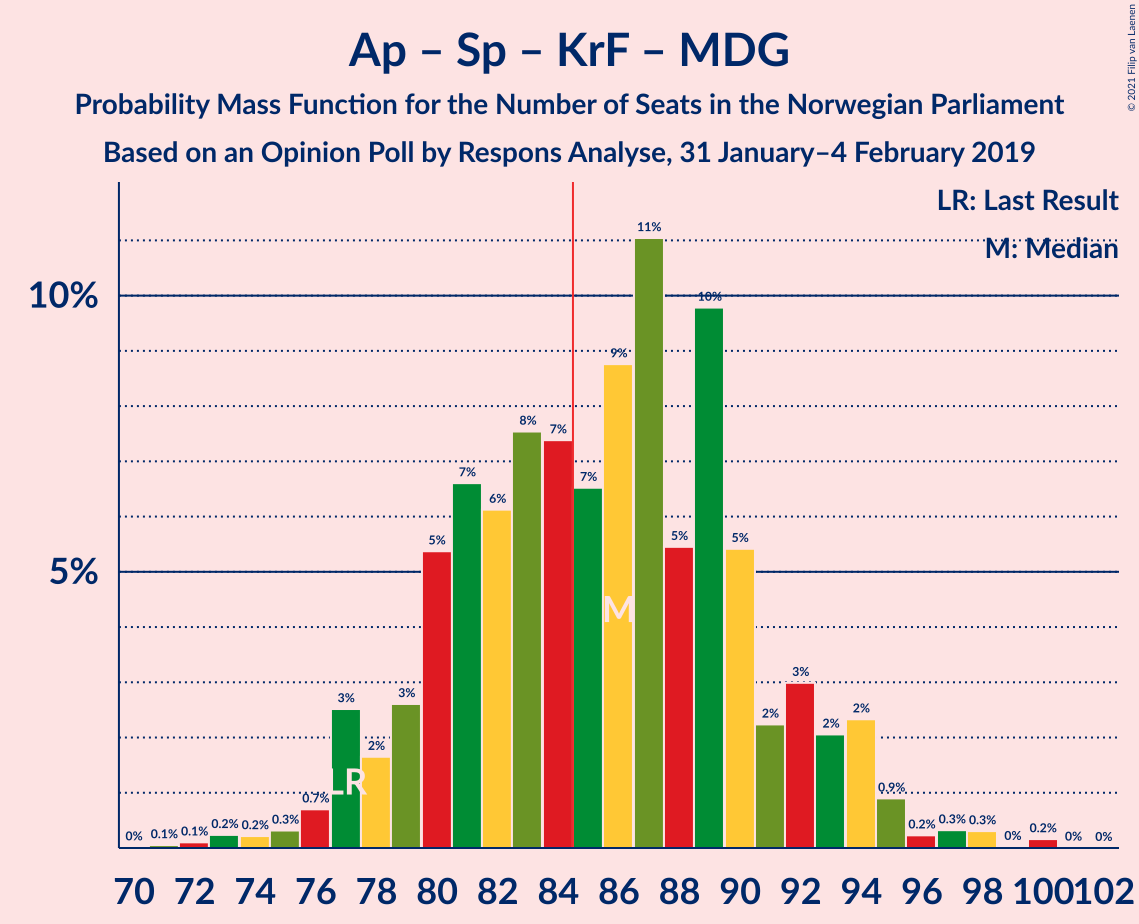 Ap – Sp – KrF – MDG
Probability Mass Function for the Number of Seats in the Norwegian Parliament
Based on an Opinion Poll by Respons Analyse, 31 January–4 February 2019
© 2021 Filip van Laenen
LR: Last Result
M: Median
10%
5%
0% 0.1% 0.1% 0.2% 0.2% 0.3% 0.7% 3% 2% 3% 5% 7% 6% 8% 7% 7% 9% 11% 5% 10% 5% 2% 3% 2% 2% 0.9% 0.2% 0.3% 0.3% 0% 0.2% 0% 0%
LR
M
70 72 74 76 78 80 82 84 86 88 90 92 94 96 98 100 102